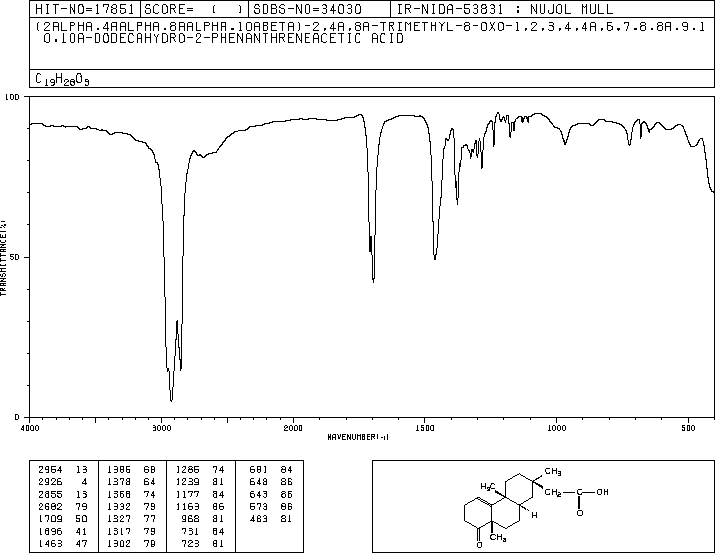 HIT-NO=17851 SCORE= ( ) SDBS-NO=34030 IR-NIDA-53831 : NUJOL MULL
(2ALPHA.4AALPHA.8AALPHA.10ABETA)-2,4A,8A-TRIMETHYL-8-OXO-1,2,3,4,4A,6,7,8,8A,9,1
0,10A-DODECAHYDRO-2-PHENANTHRENEACETIC ACID
C19H28O3
100
50
0
TRANSMITTANCE(%)
4000 3000 2000 1500 1000 500
WAVENUMBER(-1)
2954 13 1386 68 1286 74 681 84
2926 4 1378 64 1239 81 648 86
2855 13 1368 74 1177 84 643 86
2682 79 1332 79 1163 86 573 86
1709 50 1327 77 968 81 483 81
1696 41 1317 79 731 84
1463 47 1302 78 723 81
CH3
CH3
CH2 C OH
O
H
CH3
O